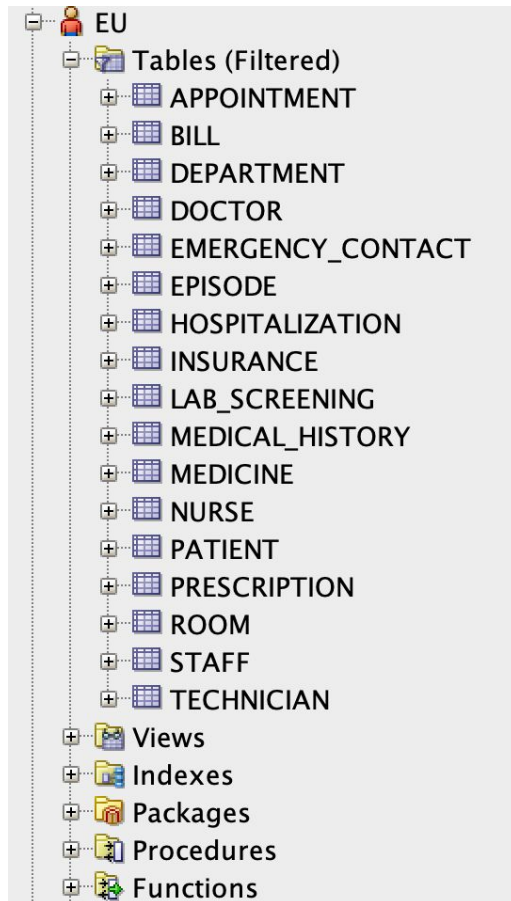 EU
Tables (Filtered)
APPOINTMENT
BILL
DEPARTMENT
DOCTOR
EMERGENCY_CONTACT
EPISODE
HOSPITALIZATION
INSURANCE
LAB_SCREENING
MEDICAL_HISTORY
MEDICINE
NURSE
PATIENT
PRESCRIPTION
ROOM
STAFF
TECHNICIAN
Views
Indexes
Packages
Procedures
Functions